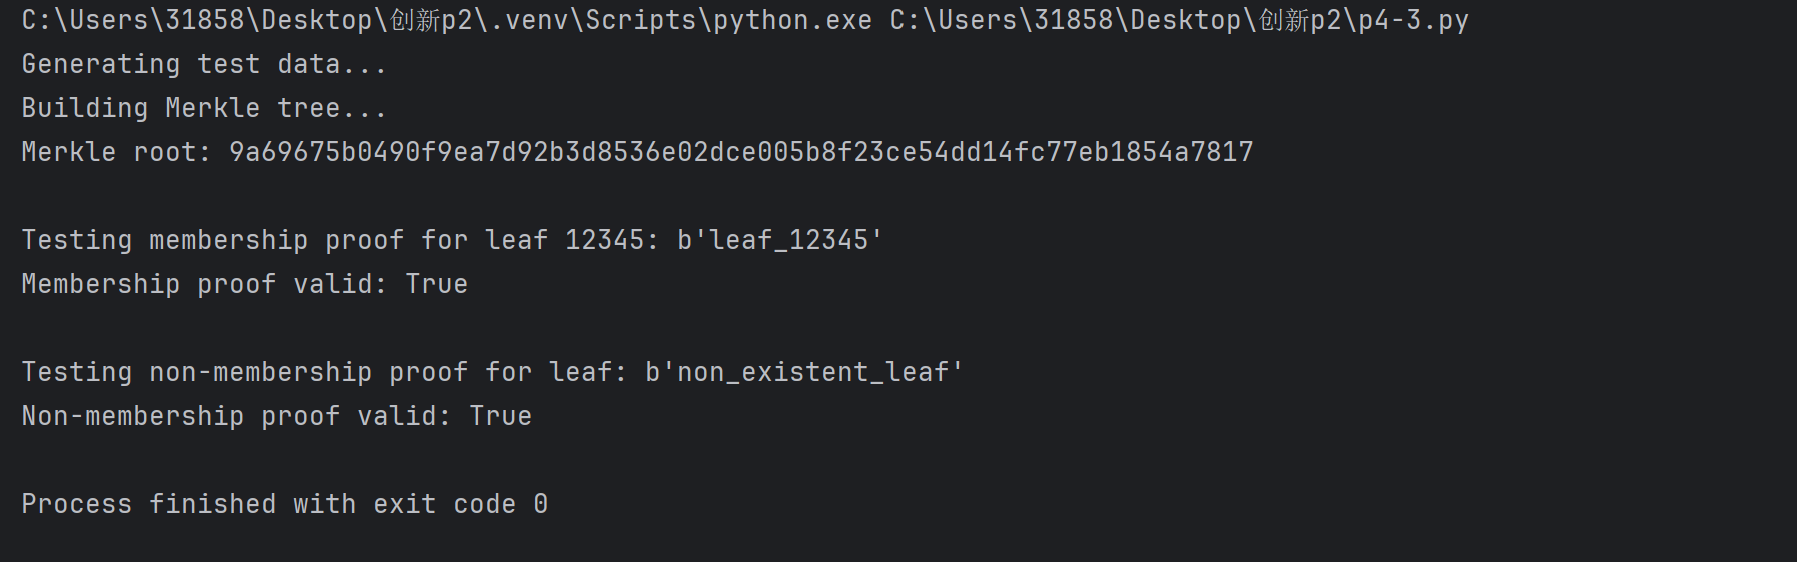 C:\Users\31858\Desktop\创新p2\.venv\Scripts\python.exe C:\Users\31858\Desktop\创新p2\p4-3.py
Generating test data...
Building Merkle tree...
Merkle root: 9a69675b0490f9ea7d92b3d8536e02dce005b8f23ce54dd14fc77eb1854a7817
Testing membership proof for leaf 12345: b'leaf_12345'
Membership proof valid: True
Testing non-membership proof for leaf: b'non_existent_leaf'
Non-membership proof valid: True
Process finished with exit code 0